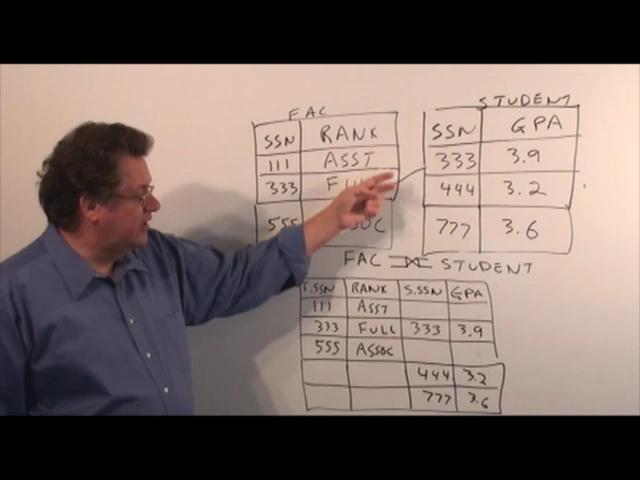 FAC
SSN RANK
111 ASST
333
555 OC
STUDENT
SSN GPA
333 3.9
444 3.2
777 3.6
FAC ⟗ STUDENT
F.SSN RANK S.SSN GPA
111 ASST
333 FULL 333 3.9
555 ASSOC
444 3.2
777 3.6